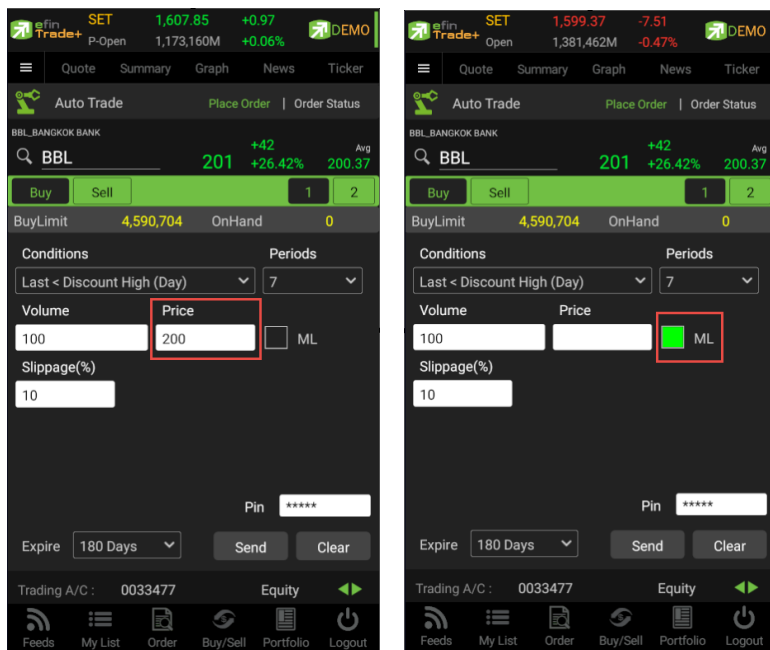 efin Trade+ SET 1,607.85 +0.97 DEMO
P-Open 1,173,160M +0.06%
Quote Summary Graph News Ticker
Auto Trade Place Order | Order Status
BBL_BANGKOK BANK
BBL 201 +42 +26.42% Avg 200.37
Buy Sell 1 2
BuyLimit 4,590,704 OnHand 0
Conditions Periods
Last < Discount High (Day) 7
Volume Price
100 200 ML
Slippage(%)
10
Pin *****
Expire 180 Days Send Clear
Trading A/C : 0033477 Equity
Feeds My List Order Buy/Sell Portfolio Logout
efin Trade+ SET 1,599.37 -7.51 DEMO
Open 1,381,462M -0.47%
Quote Summary Graph News Ticker
Auto Trade Place Order | Order Status
BBL_BANGKOK BANK
BBL 201 +42 +26.42% Avg 200.37
Buy Sell 1 2
BuyLimit 4,590,704 OnHand 0
Conditions Periods
Last < Discount High (Day) 7
Volume Price
100 ML
Slippage(%)
10
Pin *****
Expire 180 Days Send Clear
Trading A/C : 0033477 Equity
Feeds My List Order Buy/Sell Portfolio Logout